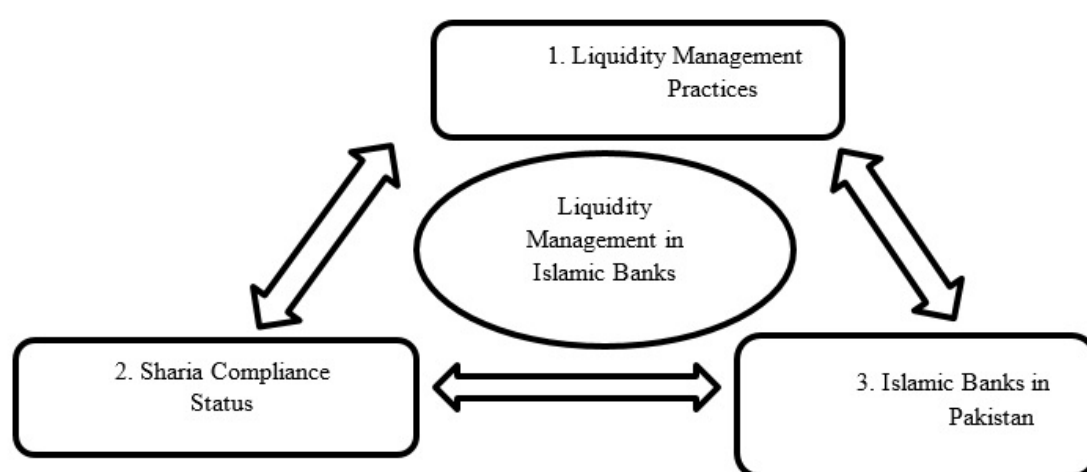 1. Liquidity Management
Practices
Liquidity
Management in
Islamic Banks
2. Sharia Compliance
Status
3. Islamic Banks in
Pakistan